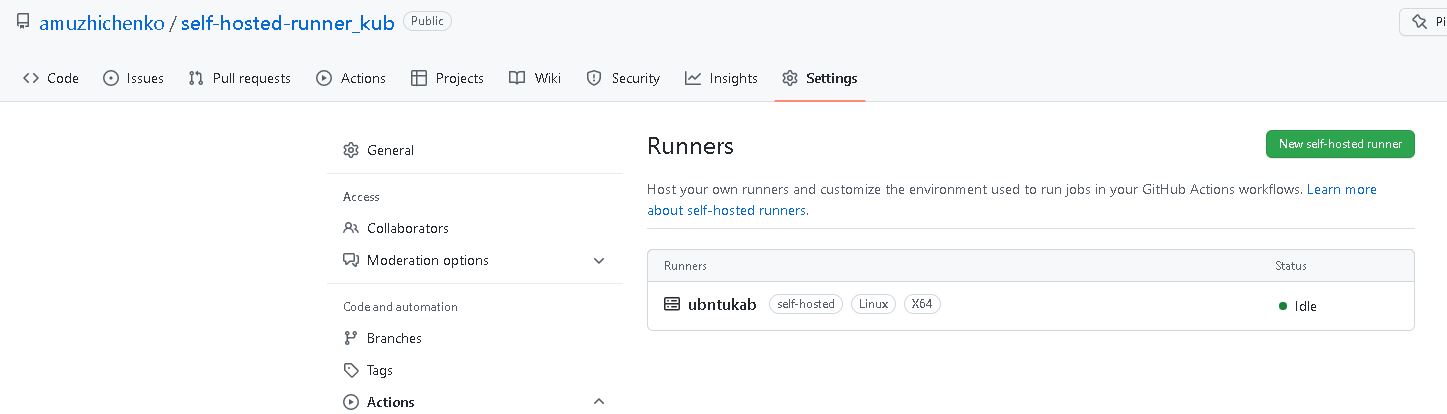 amuzhichenko / self-hosted-runner_kub Public
Pi
Code Issues Pull requests Actions Projects Wiki Security Insights Settings
General
Access
Collaborators
Moderation options
Code and automation
Branches
Tags
Actions
Runners
New self-hosted runner
Host your own runners and customize the environment used to run jobs in your GitHub Actions workflows. Learn more
about self-hosted runners.
Runners Status
ubntukab self-hosted Linux X64 Idle